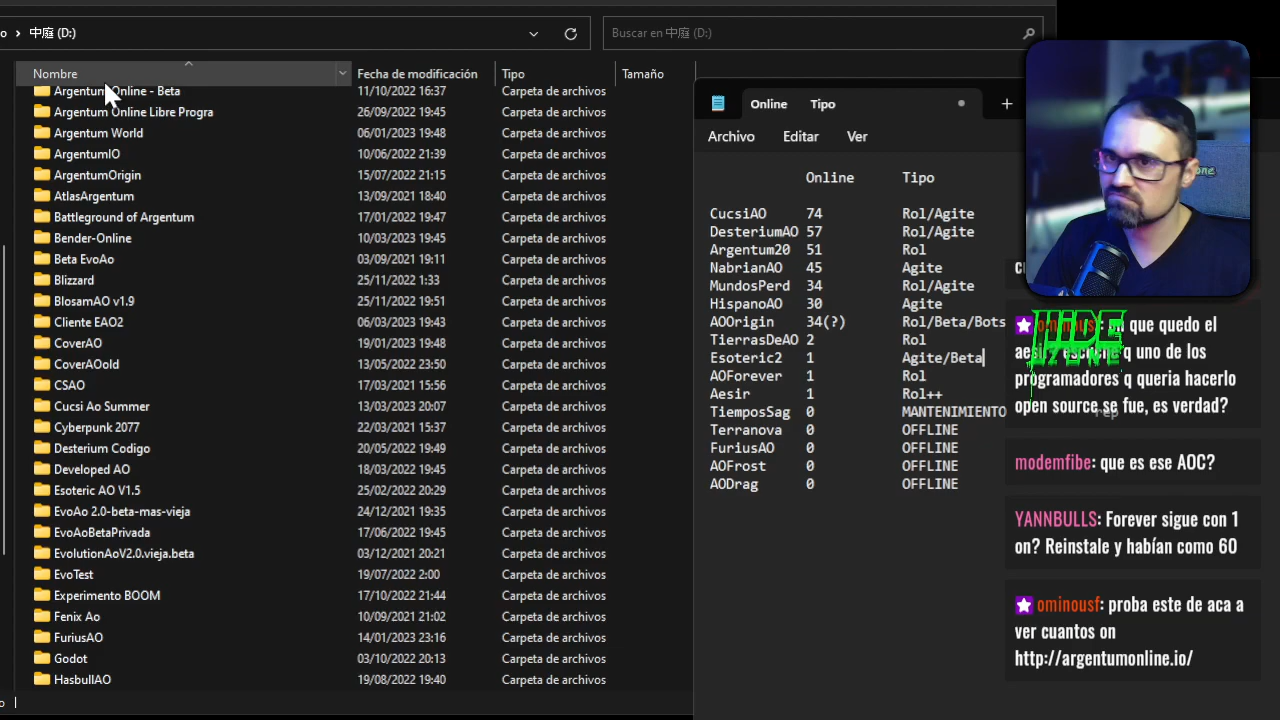 o > 中庭 (D:)
Buscar en 中庭 (D:)
Nombre Fecha de modificación Tipo Tamaño
Argentum Online - Beta 11/10/2022 16:37 Carpeta de archivos
Argentum Online Libre Progra 26/09/2022 19:45 Carpeta de archivos
Argentum World 06/01/2023 19:48 Carpeta de archivos
ArgentumIO 10/06/2022 21:39 Carpeta de archivos
ArgentumOrigin 15/07/2022 21:15 Carpeta de archivos
AtlasArgentum 13/09/2021 18:40 Carpeta de archivos
Battleground of Argentum 17/01/2022 19:47 Carpeta de archivos
Bender-Online 10/03/2023 19:45 Carpeta de archivos
Beta EvoAo 03/09/2021 19:11 Carpeta de archivos
Blizzard 25/11/2022 1:33 Carpeta de archivos
BlosamAO v1.9 25/11/2022 19:51 Carpeta de archivos
Cliente EAO2 06/03/2023 19:43 Carpeta de archivos
CoverAO 19/01/2023 19:48 Carpeta de archivos
CoverAOold 13/05/2022 23:50 Carpeta de archivos
CSAO 17/03/2021 15:56 Carpeta de archivos
Cucsi Ao Summer 13/03/2023 20:07 Carpeta de archivos
Cyberpunk 2077 22/03/2021 15:37 Carpeta de archivos
Desterium Codigo 20/05/2022 19:49 Carpeta de archivos
Developed AO 18/03/2022 19:45 Carpeta de archivos
Esoteric AO V1.5 25/02/2022 20:29 Carpeta de archivos
EvoAo 2.0-beta-mas-vieja 24/12/2021 19:35 Carpeta de archivos
EvoAoBetaPrivada 17/06/2022 19:45 Carpeta de archivos
EvolutionAoV2.0.vieja.beta 03/12/2021 20:21 Carpeta de archivos
EvoTest 19/07/2022 2:00 Carpeta de archivos
Experimento BOOM 17/10/2022 21:44 Carpeta de archivos
Fenix Ao 10/09/2021 21:02 Carpeta de archivos
FuriusAO 14/01/2023 23:16 Carpeta de archivos
Godot 03/10/2022 20:13 Carpeta de archivos
HasbullAO 19/08/2022 19:40 Carpeta de archivos
o
Online Tipo
Archivo Editar Ver
Online Tipo
CucsiAO 74 Rol/Agite
DesteriumAO 57 Rol/Agite
Argentum20 51 Rol
NabrianAO 45 Agite
MundosPerd 34 Rol/Agite
HispanoAO 30 Agite
AOOrigin 34(?) Rol/Beta/Bots
TierrasDeAO 2 Rol
Esoteric2 1 Agite/Beta
AOForever 1 Rol
Aesir 1 Rol++
TiemposSag 0 MANTENIMIENTO
Terranova 0 OFFLINE
FuriusAO 0 OFFLINE
AOFrost 0 OFFLINE
AODrag 0 OFFLINE
HiDE
ZONE
ominousf: en que quedo el
aesir? escuche q uno de los
programadores q queria hacerlo
open source se fue, es verdad?
rep
modemfibe: que es ese AOC?
YANNBULLS: Forever sigue con 1
on? Reinstale y habían como 60
ominousf: proba este de aca a
ver cuantos on
http://argentumonline.io/